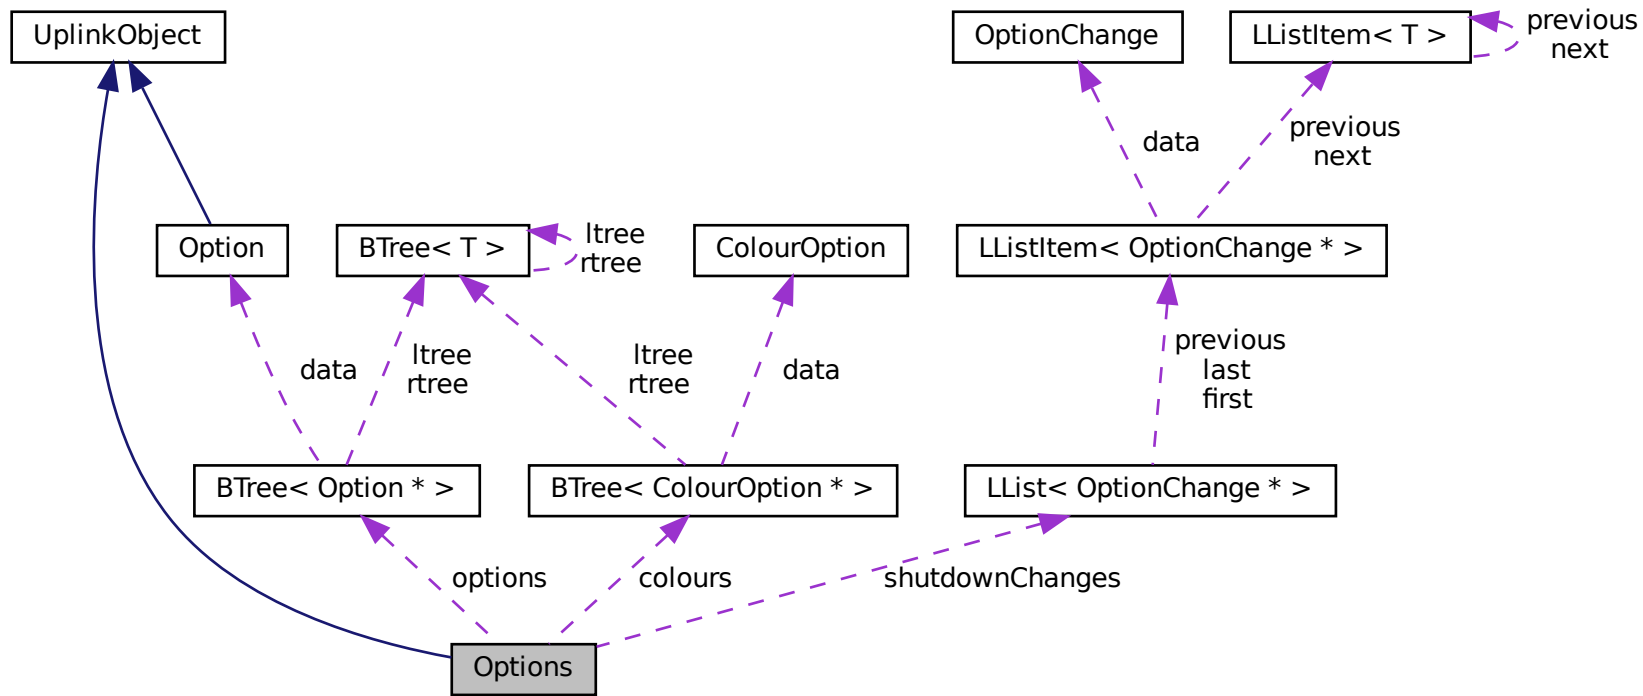 UplinkObject
OptionChange
LListItem< T >
previous
next
data
previous
next
Option
BTree< T >
ltree
rtree
ColourOption
LListItem< OptionChange * >
data
ltree
rtree
ltree
rtree
data
previous
last
first
BTree< Option * >
BTree< ColourOption * >
LList< OptionChange * >
options
colours
shutdownChanges
Options